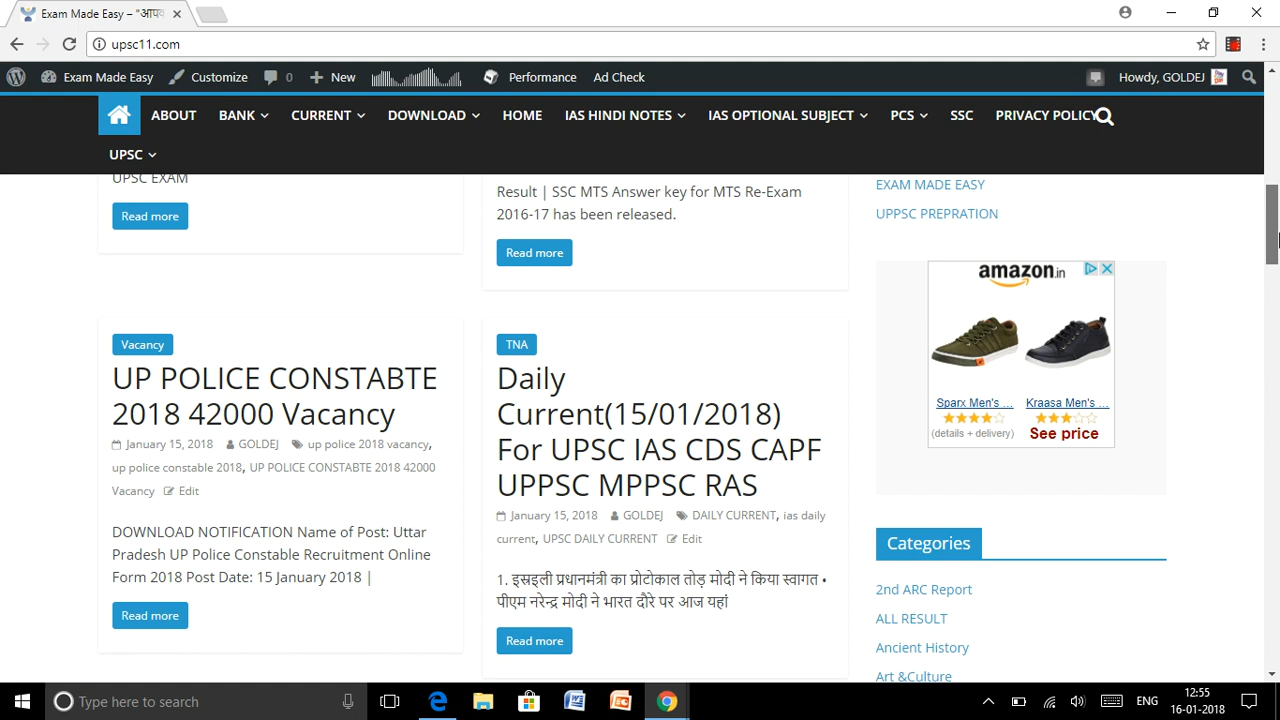 Exam Made Easy – "आपव
upsc11.com
Exam Made Easy Customize 0 New Performance Ad Check Howdy, GOLDEJ
ABOUT BANK CURRENT DOWNLOAD HOME IAS HINDI NOTES IAS OPTIONAL SUBJECT PCS SSC PRIVACY POLICY
UPSC
UPSC EXAM
Read more
Result | SSC MTS Answer key for MTS Re-Exam
2016-17 has been released.
Read more
EXAM MADE EASY
UPPSC PREPRATION
amazon.in
Sparx Men's ... Kraasa Men's ...
(details + delivery) See price
Vacancy
UP POLICE CONSTABTE
2018 42000 Vacancy
January 15, 2018 GOLDEJ up police 2018 vacancy,
up police constable 2018, UP POLICE CONSTABTE 2018 42000
Vacancy Edit
DOWNLOAD NOTIFICATION Name of Post: Uttar
Pradesh UP Police Constable Recruitment Online
Form 2018 Post Date: 15 January 2018 |
Read more
TNA
Daily
Current(15/01/2018)
For UPSC IAS CDS CAPF
UPPSC MPPSC RAS
January 15, 2018 GOLDEJ DAILY CURRENT, ias daily
current, UPSC DAILY CURRENT Edit
1. इस्रइली प्रधानमंत्री का प्रोटोकाल तोड़ मोदी ने किया स्वागत •
पीएम नरेन्द्र मोदी ने भारत दौरे पर आज यहां
Read more
Categories
2nd ARC Report
ALL RESULT
Ancient History
Art &Culture
Type here to search
ENG
12:55
16-01-2018